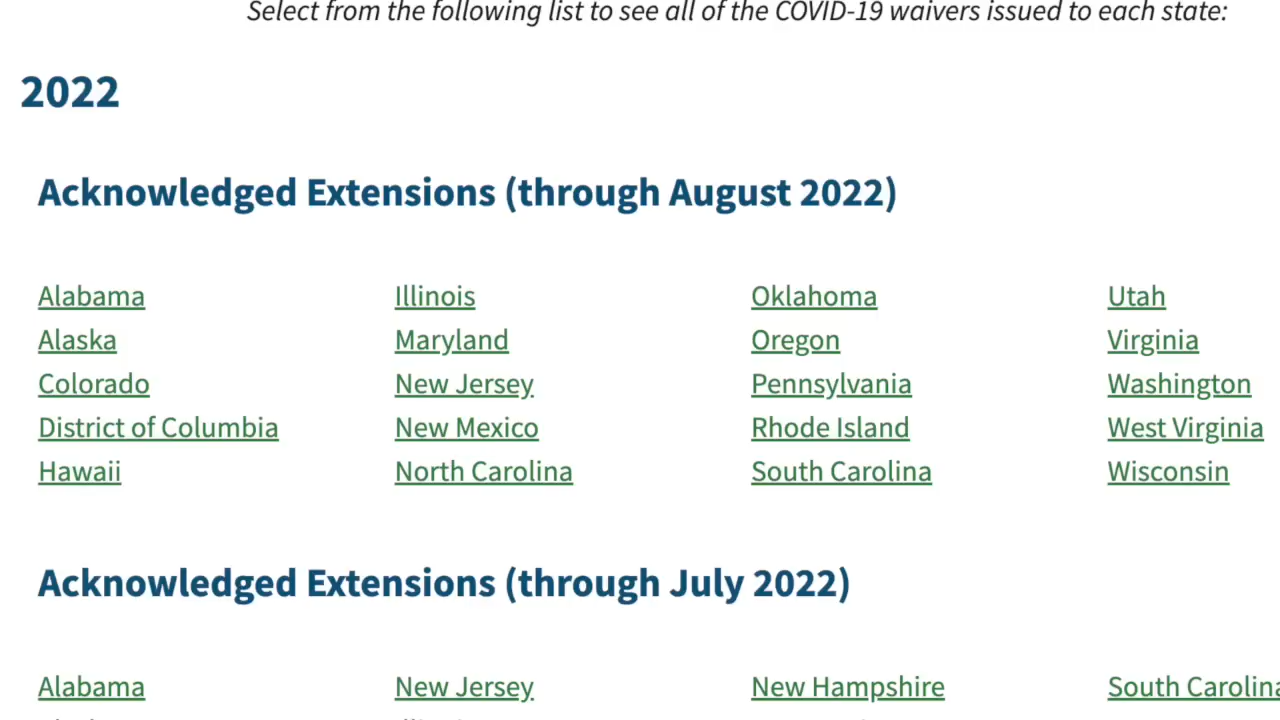 Select from the following list to see all of the COVID-19 waivers issued to each state:
2022
Acknowledged Extensions (through August 2022)
Alabama Illinois Oklahoma Utah
Alaska Maryland Oregon Virginia
Colorado New Jersey Pennsylvania Washington
District of Columbia New Mexico Rhode Island West Virginia
Hawaii North Carolina South Carolina Wisconsin
Acknowledged Extensions (through July 2022)
Alabama New Jersey New Hampshire South Carolina